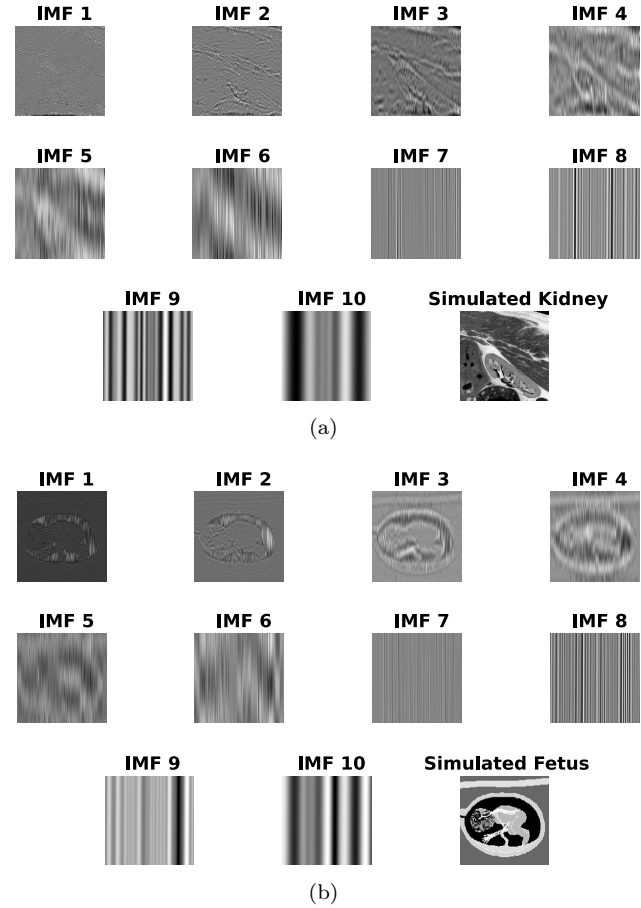 IMF 1 IMF 2 IMF 3 IMF 4
IMF 5 IMF 6 IMF 7 IMF 8
IMF 9 IMF 10 Simulated Kidney
(a)
IMF 1 IMF 2 IMF 3 IMF 4
IMF 5 IMF 6 IMF 7 IMF 8
IMF 9 IMF 10 Simulated Fetus
(b)